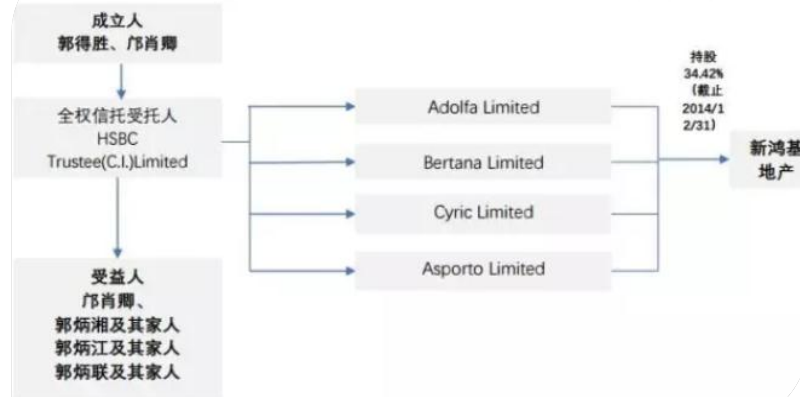 成立人
郭得胜、邝肖卿
全权信托受托人
HSBC
Trustee(C.I.)Limited
受益人
邝肖卿、
郭炳湘及其家人
郭炳江及其家人
郭炳联及其家人
Adolfa Limited
Bertana Limited
Cyric Limited
Asporto Limited
持股
34.42%
(截止
2014/1
2/31)
新鸿基
地产